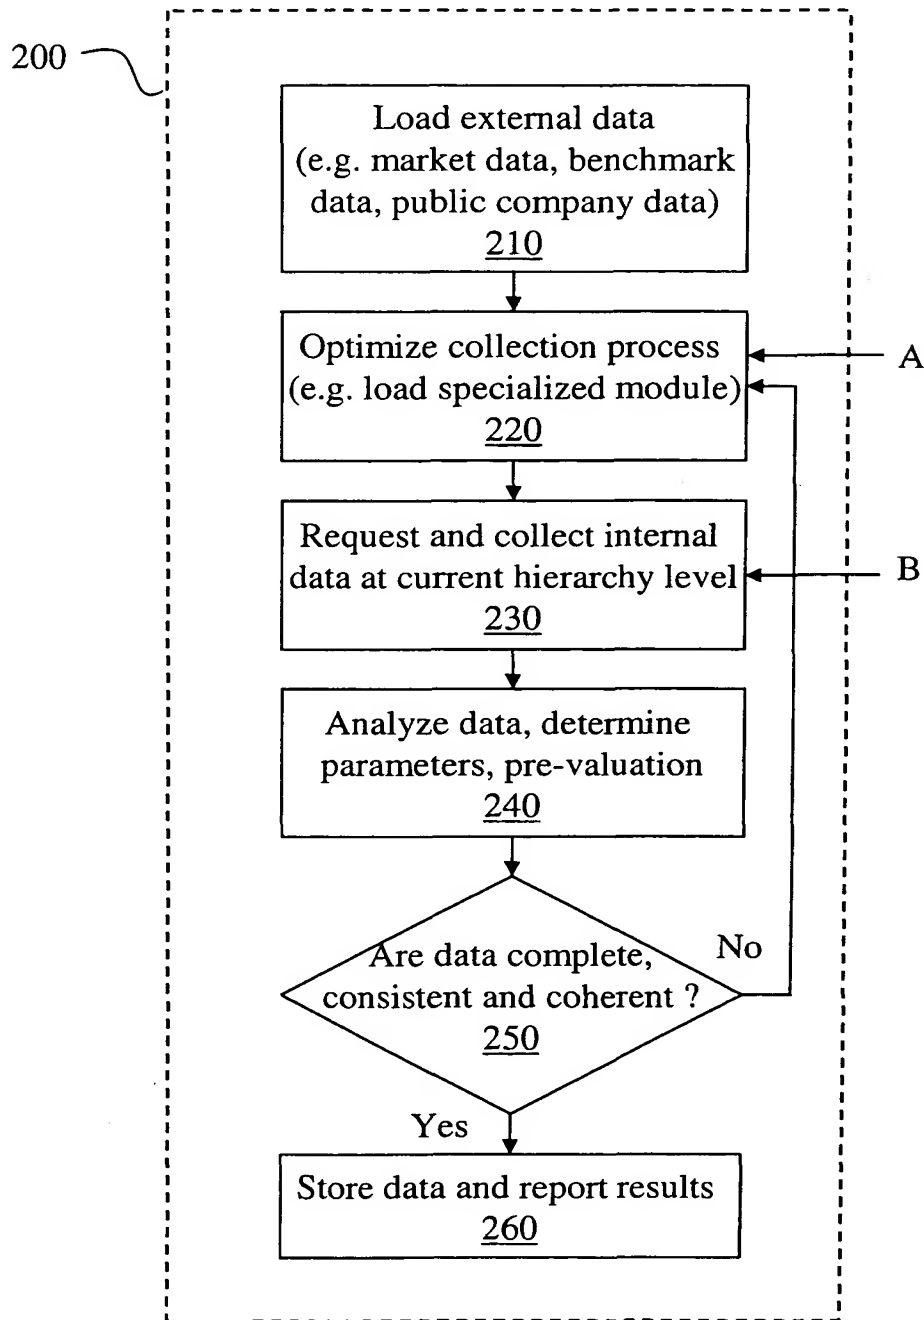 200
Load external data
(e.g. market data, benchmark
data, public company data)
210
Optimize collection process
(e.g. load specialized module)
220
A
Request and collect internal
data at current hierarchy level
230
B
Analyze data, determine
parameters, pre-valuation
240
Are data complete,
consistent and coherent ?
250
No
Yes
Store data and report results
260